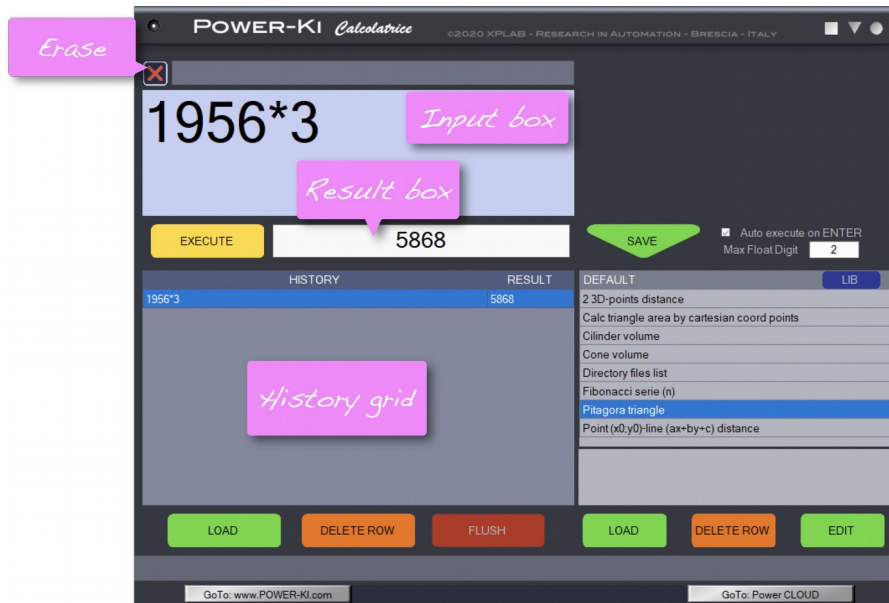 POWER-KI Calcolatrice ©2020 XPLAB - RESEARCH IN AUTOMATION - BRESCIA - ITALY
Erase
1956*3
Input box
Result box
EXECUTE
5868
SAVE
Auto execute on ENTER
Max Float Digit 2
HISTORY RESULT
1956*3 5868
DEFAULT LIB
2 3D-points distance
Calc triangle area by cartesian coord points
Cilinder volume
Cone volume
Directory files list
Fibonacci serie (n)
Pitagora triangle
Point (x0;y0)-line (ax+by+c) distance
History grid
LOAD DELETE ROW FLUSH
LOAD DELETE ROW EDIT
GoTo: www.POWER-KI.com
GoTo: Power CLOUD